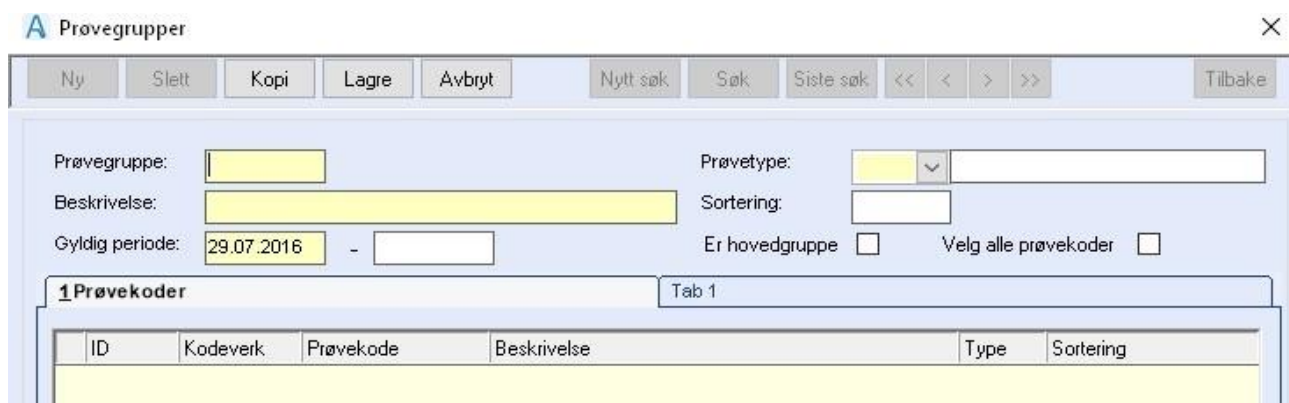 Prøvegrupper
Ny Slett Kopi Lagre Avbryt Nytt søk Søk Siste søk << < > >> Tilbake
Prøvegruppe: Prøvetype:
Beskrivelse: Sortering:
Gyldig periode: 29.07.2016 - Er hovedgruppe Velg alle prøvekoder
1 Prøvekoder Tab 1
ID Kodeverk Prøvekode Beskrivelse Type Sortering